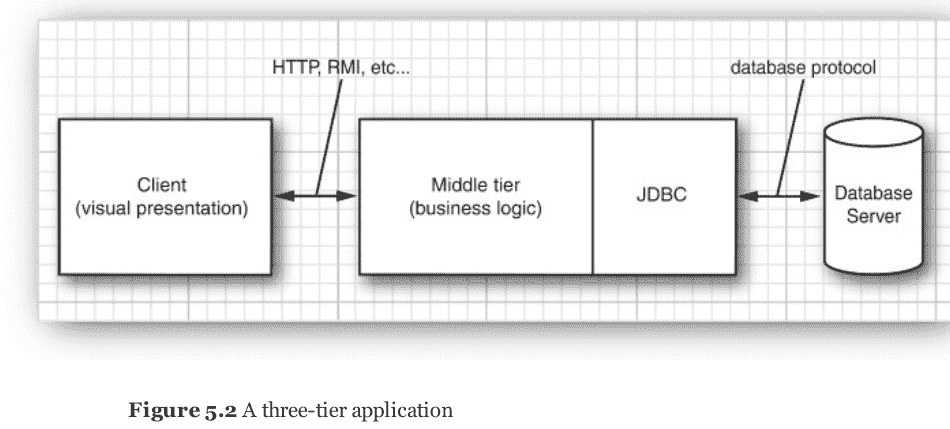 HTTP, RMI, etc...
database protocol
Client
(visual presentation)
Middle tier
(business logic)
JDBC
Database
Server
Figure 5.2 A three-tier application